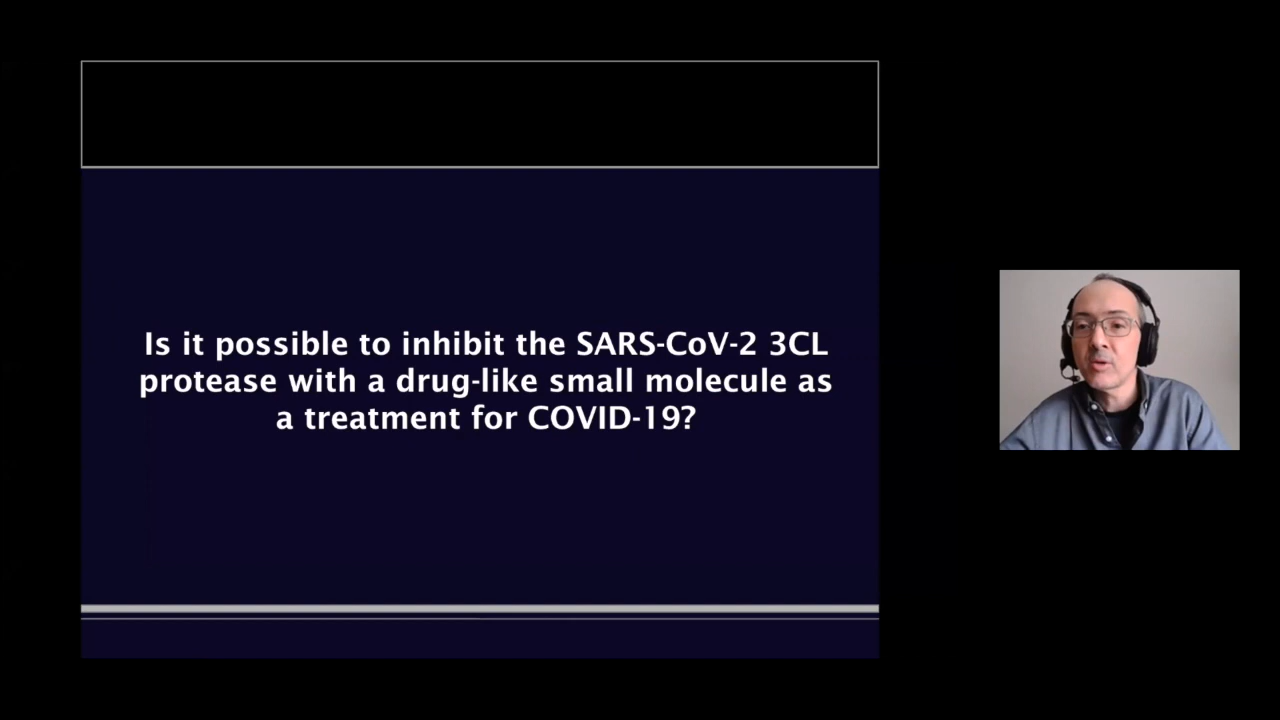 Is it possible to inhibit the SARS-CoV-2 3CL
protease with a drug-like small molecule as
a treatment for COVID-19?